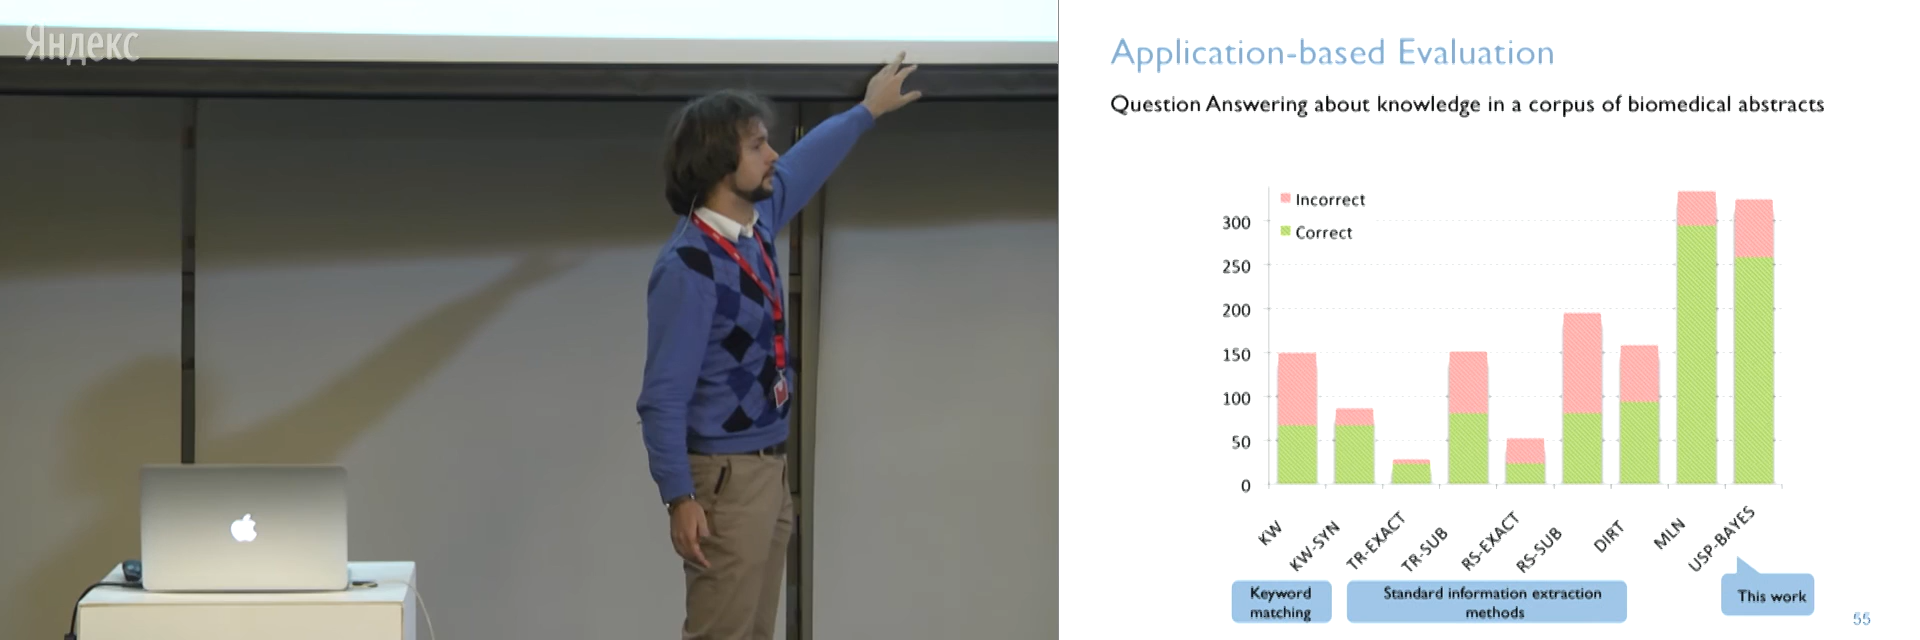 Яндекс
Application-based Evaluation
Question Answering about knowledge in a corpus of biomedical abstracts
Incorrect
Correct
300
250
200
150
100
50
0
KW
KW-SYN
TR-EXACT
TR-SUB
RS-EXACT
RS-SUB
DIRT
MLN
USP-BAYES
Keyword
matching
Standard information extraction
methods
This work
55